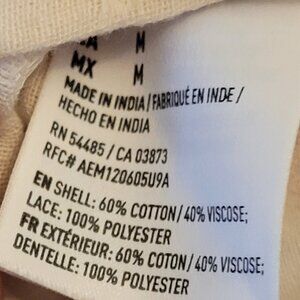 CA M
MX M
MADE IN INDIA / FABRIQUÉ EN INDE /
HECHO EN INDIA
RN 54485 / CA 03873
RFC# AEM120605U9A
EN SHELL: 60% COTTON / 40% VISCOSE;
LACE: 100% POLYESTER
FR EXTÉRIEUR: 60% COTON / 40% VISCOSE;
DENTELLE: 100% POLYESTER